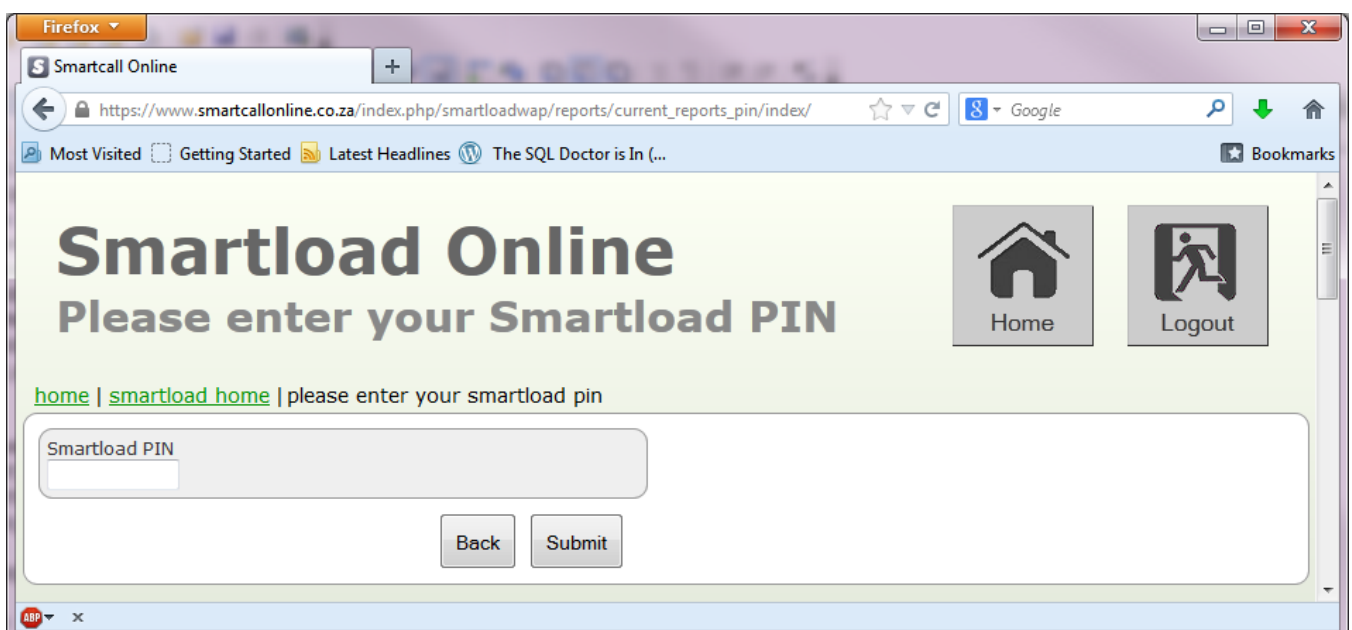 Firefox
Smartcall Online
https://www.smartcallonline.co.za/index.php/smartloadwap/reports/current_reports_pin/index/
8 Google
Most Visited Getting Started Latest Headlines The SQL Doctor is In (...
Bookmarks
Smartload Online
Please enter your Smartload PIN
Home Logout
home | smartload home | please enter your smartload pin
Smartload PIN
Back Submit
ABP x